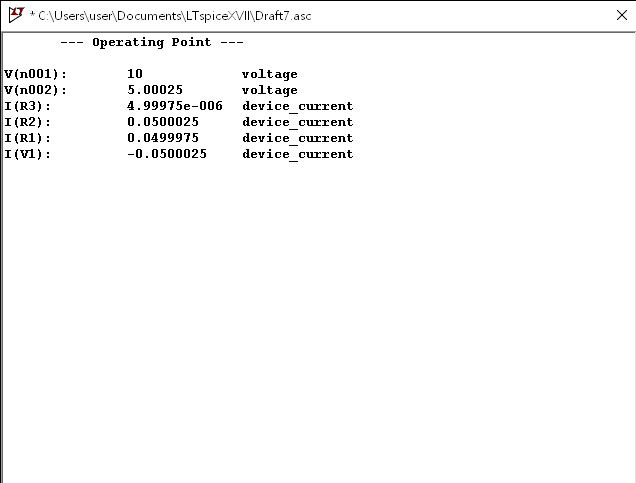 * C:\Users\user\Documents\LTspiceXVII\Draft7.asc
--- Operating Point ---
V(n001): 10 voltage
V(n002): 5.00025 voltage
I(R3): 4.99975e-006 device_current
I(R2): 0.0500025 device_current
I(R1): 0.0499975 device_current
I(V1): -0.0500025 device_current